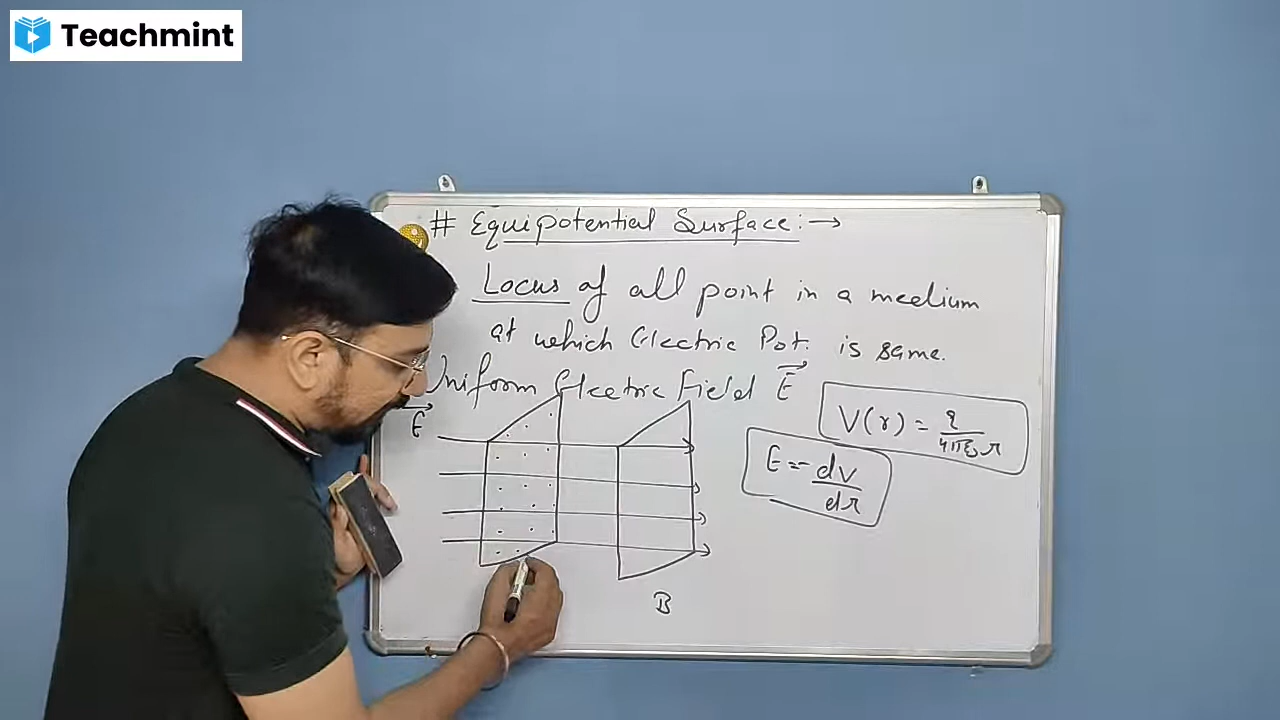 Teachmint
# Equipotential Surface:→
Locus of all point in a medium
at which Electric Pot. is same.
Uniform Electric Field E
E
V(r) = q / 4πε₀r
E = -dv / dr
B